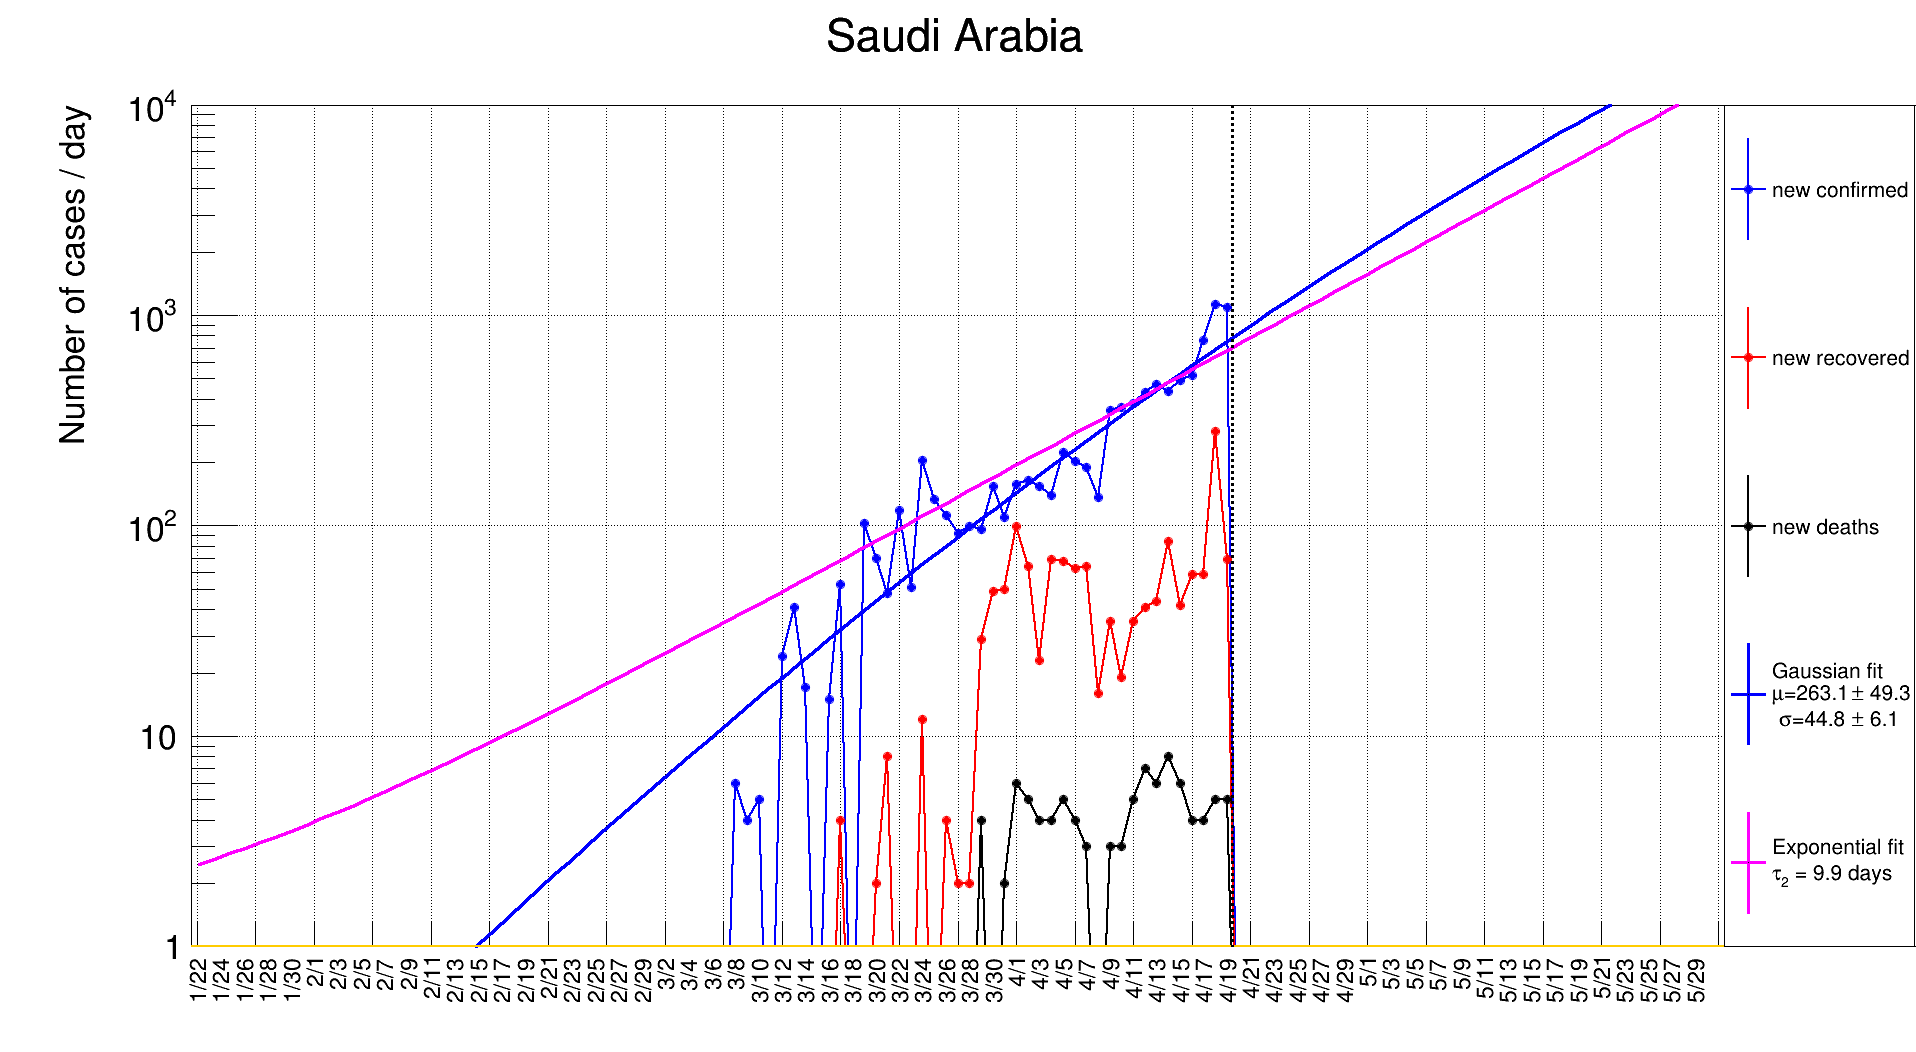 Saudi Arabia
Number of cases / day
10⁴
10³
10²
10
1
1/22 1/24 1/26 1/28 1/30 2/1 2/3 2/5 2/7 2/9 2/11 2/13 2/15 2/17 2/19 2/21 2/23 2/25 2/27 2/29 3/2 3/4 3/6 3/8 3/10 3/12 3/14 3/16 3/18 3/20 3/22 3/24 3/26 3/28 3/30 4/1 4/3 4/5 4/7 4/9 4/11 4/13 4/15 4/17 4/19 4/21 4/23 4/25 4/27 4/29 5/1 5/3 5/5 5/7 5/9 5/11 5/13 5/15 5/17 5/19 5/21 5/23 5/25 5/27 5/29
new confirmed
new recovered
new deaths
Gaussian fit
μ=263.1 ± 49.3
σ=44.8 ± 6.1
Exponential fit
τ₂ = 9.9 days